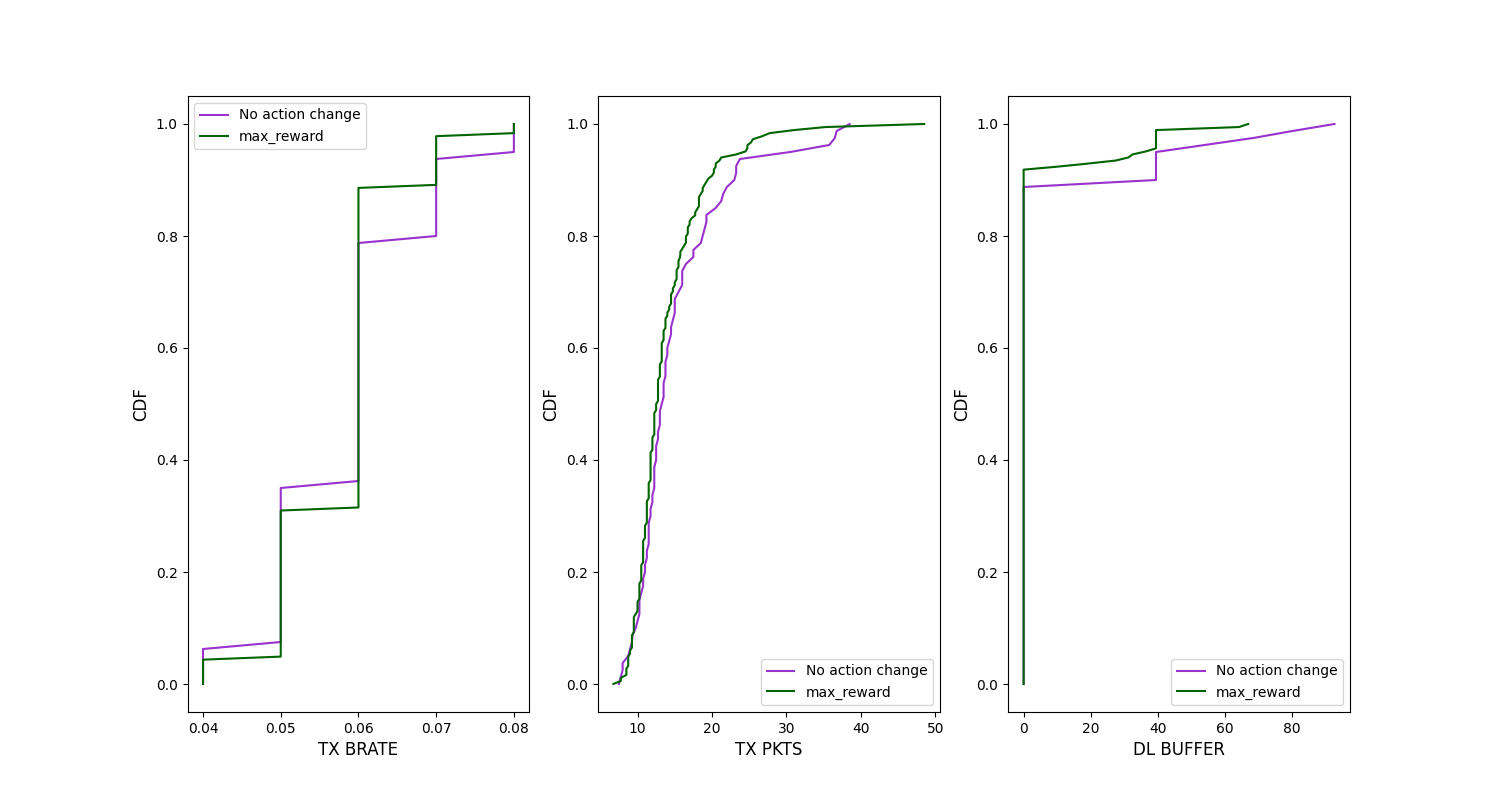 No action change
max_reward
1.0
0.8
0.6
0.4
0.2
0.0
CDF
0.04 0.05 0.06 0.07 0.08
TX BRATE
1.0
0.8
0.6
0.4
0.2
0.0
CDF
No action change
max_reward
10 20 30 40 50
TX PKTS
1.0
0.8
0.6
0.4
0.2
0.0
CDF
No action change
max_reward
0 20 40 60 80
DL BUFFER